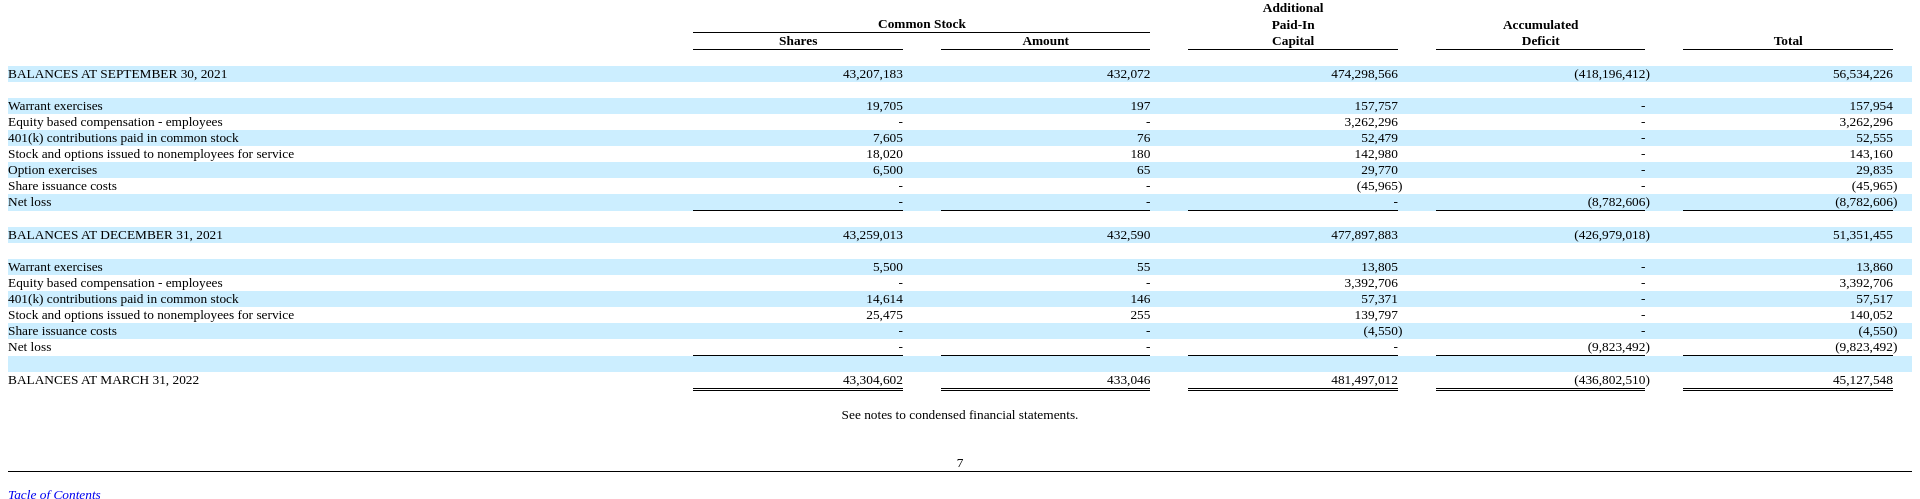 Additional
Common Stock Paid-In Accumulated
Shares Amount Capital Deficit Total
BALANCES AT SEPTEMBER 30, 2021 43,207,183 432,072 474,298,566 (418,196,412) 56,534,226
Warrant exercises 19,705 197 157,757 - 157,954
Equity based compensation - employees - - 3,262,296 - 3,262,296
401(k) contributions paid in common stock 7,605 76 52,479 - 52,555
Stock and options issued to nonemployees for service 18,020 180 142,980 - 143,160
Option exercises 6,500 65 29,770 - 29,835
Share issuance costs - - (45,965) - (45,965)
Net loss - - - (8,782,606) (8,782,606)
BALANCES AT DECEMBER 31, 2021 43,259,013 432,590 477,897,883 (426,979,018) 51,351,455
Warrant exercises 5,500 55 13,805 - 13,860
Equity based compensation - employees - - 3,392,706 - 3,392,706
401(k) contributions paid in common stock 14,614 146 57,371 - 57,517
Stock and options issued to nonemployees for service 25,475 255 139,797 - 140,052
Share issuance costs - - (4,550) - (4,550)
Net loss - - - (9,823,492) (9,823,492)
BALANCES AT MARCH 31, 2022 43,304,602 433,046 481,497,012 (436,802,510) 45,127,548
See notes to condensed financial statements.
7
Tacle of Contents